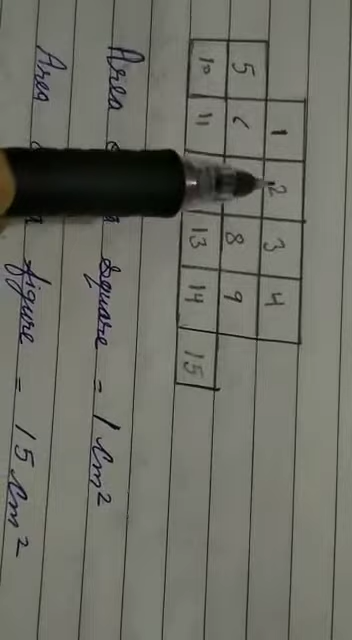 1 2 3 4
5 6 8 9
10 11 13 14 15
Area square = 1 cm²
Area figure = 15 cm²